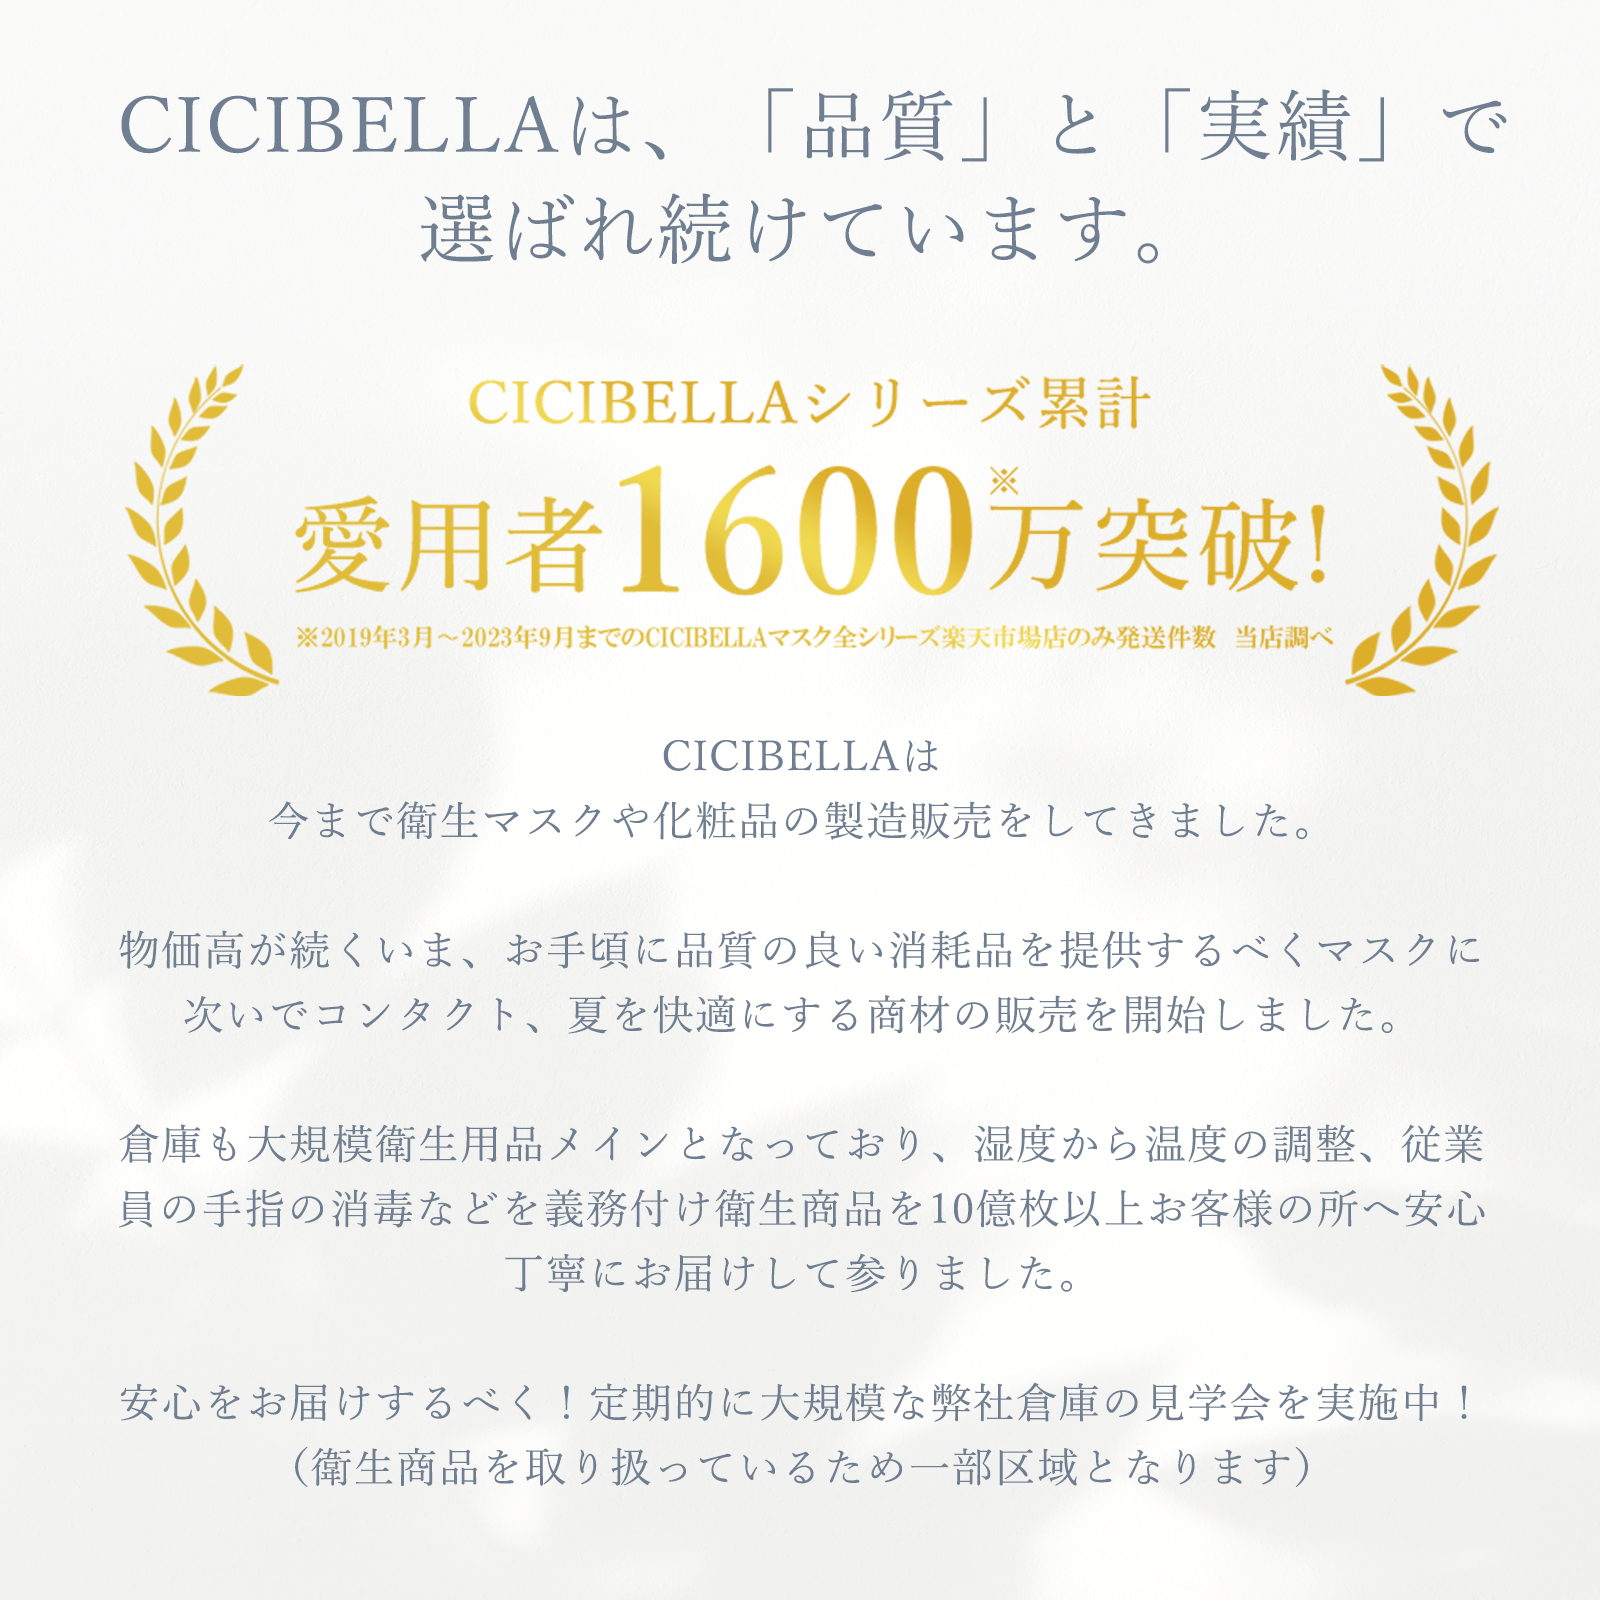 CICIBELLAは、「品質」と「実績」で
選ばれ続けています。
CICIBELLAシリーズ累計
愛用者1600※万突破!
※2019年3月～2023年9月までのCICIBELLAマスク全シリーズ楽天市場店のみ発送件数 当店調べ
CICIBELLAは
今まで衛生マスクや化粧品の製造販売をしてきました。
物価高が続くいま、お手頃に品質の良い消耗品を提供するべくマスクに
次いでコンタクト、夏を快適にする商材の販売を開始しました。
倉庫も大規模衛生用品メインとなっており、湿度から温度の調整、従業
員の手指の消毒などを義務付け衛生商品を10億枚以上お客様の所へ安心
丁寧にお届けして参りました。
安心をお届けするべく！定期的に大規模な弊社倉庫の見学会を実施中！
（衛生商品を取り扱っているため一部区域となります）